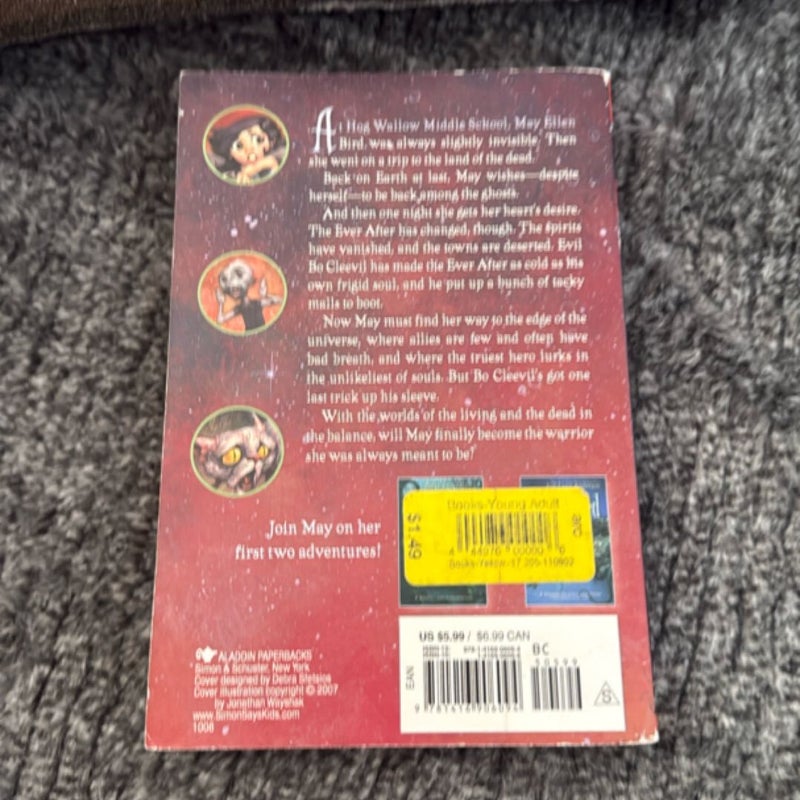 At Hog Wallow Middle School, May Ellen
Bird was always slightly invisible. Then
she went on a trip to the land of the dead.
Back on Earth at last, May wishes—despite
herself—to be back among the ghosts.
And then one night she gets her heart's desire.
The Ever After has changed, though. The spirits
have vanished, and the towns are deserted. Evil
Bo Cleevil has made the Ever After as cold as his
own frigid soul, and he put up a bunch of tacky
malls to boot.
Now May must find her way to the edge of the
universe, where allies are few and often have
bad breath, and where the truest hero lurks in
the unlikeliest of souls. But Bo Cleevil's got one
last trick up his sleeve.
With the worlds of the living and the dead in
the balance, will May finally become the warrior
she was always meant to be?
Join May on her
first two adventures!
Books-Young Adult
arc
$1.49
ALADDIN PAPERBACKS
Simon & Schuster, New York
Cover designed by Debra Sfetsios
Cover illustration copyright © 2007
by Jonathan Wayshak
www.SimonSaysKids.com
1008
US $5.99 / $6.99 CAN
BC
50599
EAN
9 781416 906094
S